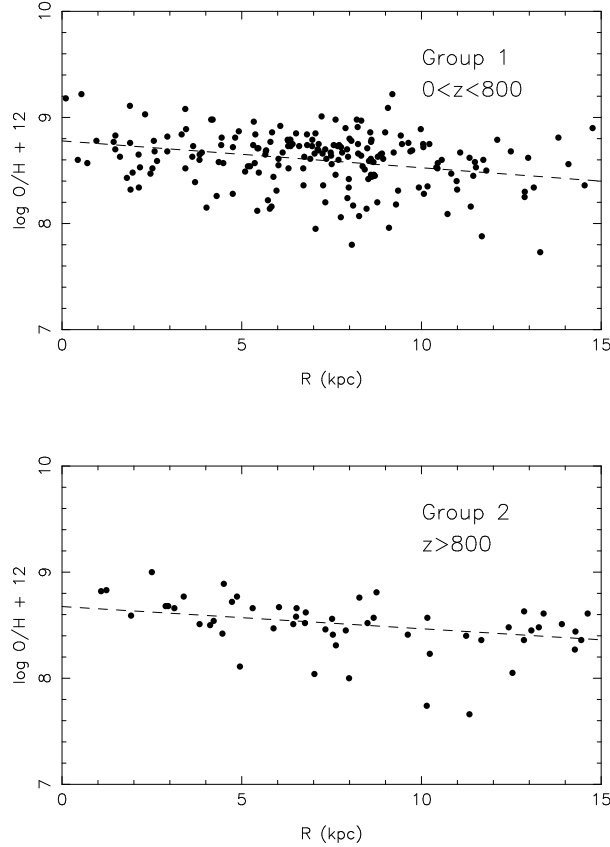 10
9
8
7
log O/H + 12
Group 1
0<z<800
0 5 10 15
R (kpc)
10
9
8
7
log O/H + 12
Group 2
z>800
0 5 10 15
R (kpc)